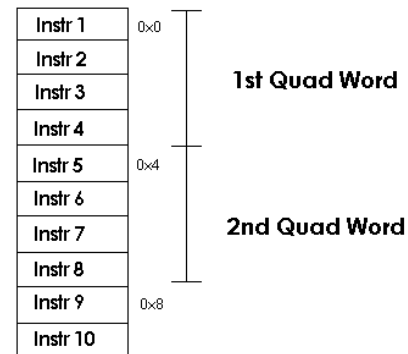 Instr 1 0x0
Instr 2
1st Quad Word
Instr 3
Instr 4
Instr 5 0x4
Instr 6
2nd Quad Word
Instr 7
Instr 8
Instr 9 0x8
Instr 10